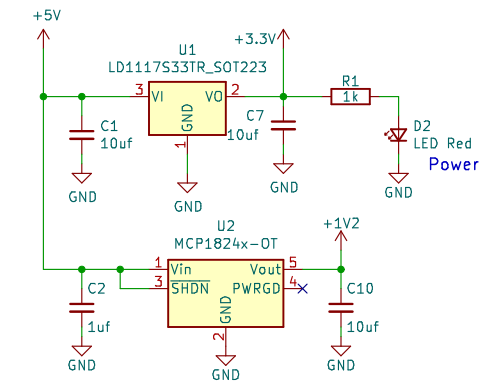 +5V
U1
+3.3V
LD1117S33TR_SOT223
R1
3 VI VO 2
1k
C1
10uf
GND
1
C7
10uf
D2
LED Red
Power
GND
GND
GND
GND
U2
+1V2
MCP1824x-OT
1 Vin Vout 5
3 SHDN PWRGD 4
C2
1uf
GND
2
C10
10uf
GND
GND
GND